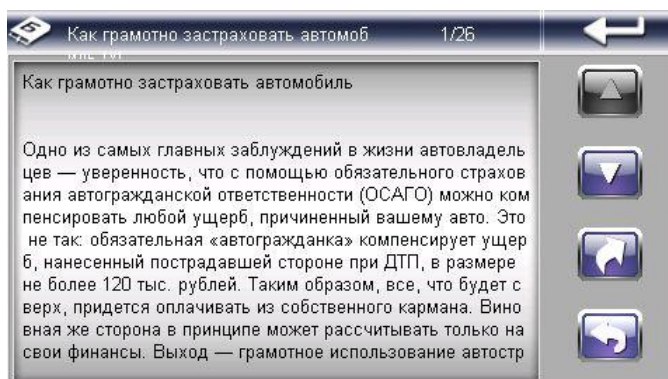 Как грамотно застраховать автомоб
1/26
Как грамотно застраховать автомобиль
Одно из самых главных заблуждений в жизни автовладель
цев — уверенность, что с помощью обязательного страхов
ания автогражданской ответственности (ОСАГО) можно ком
пенсировать любой ущерб, причиненный вашему авто. Это
не так: обязательная «автогражданка» компенсирует ущер
б, нанесенный пострадавшей стороне при ДТП, в размере
не более 120 тыс. рублей. Таким образом, все, что будет с
верх, придется оплачивать из собственного кармана. Вино
вная же сторона в принципе может рассчитывать только на
свои финансы. Выход — грамотное использование автостр